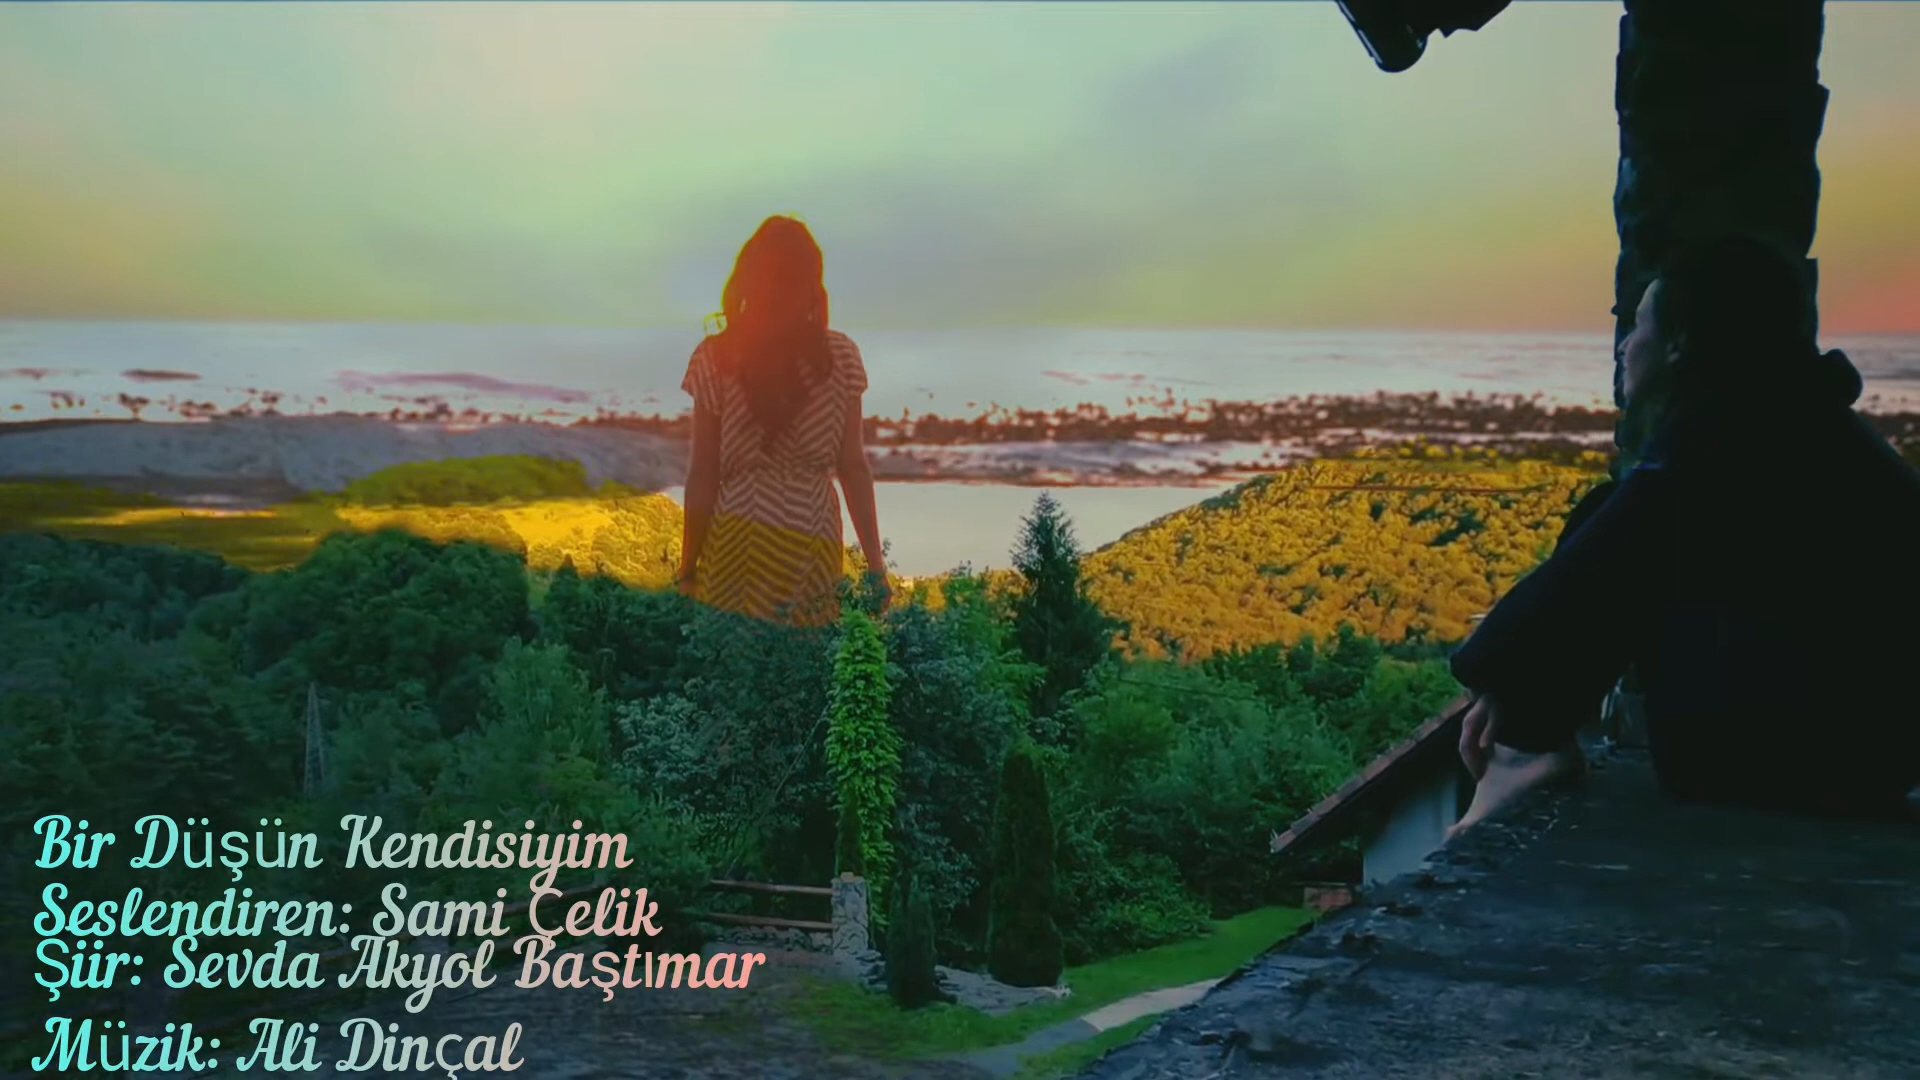 Bir Düşün Kendisiyim
Seslendiren: Sami Çelik
Şiir: Sevda Akyol Baştımar
Müzik: Ali Dinçal